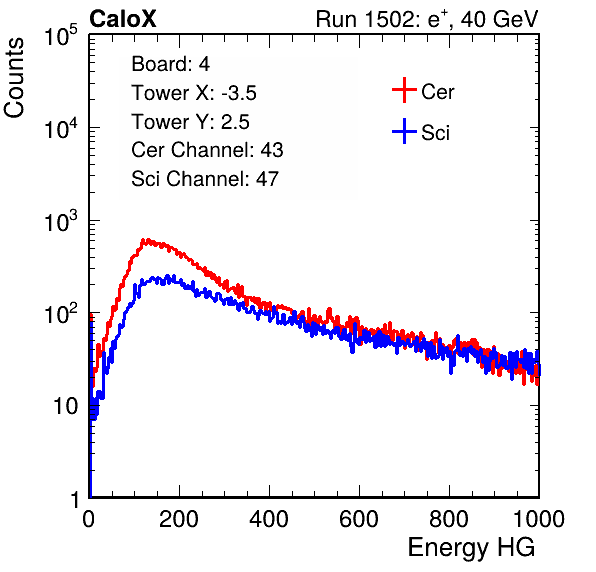 CaloX Run 1502: e⁺, 40 GeV
Counts
Board: 4
Tower X: -3.5
Tower Y: 2.5
Cer Channel: 43
Sci Channel: 47
Cer
Sci
10⁵
10⁴
10³
10²
10
1
0 200 400 600 800 1000
Energy HG